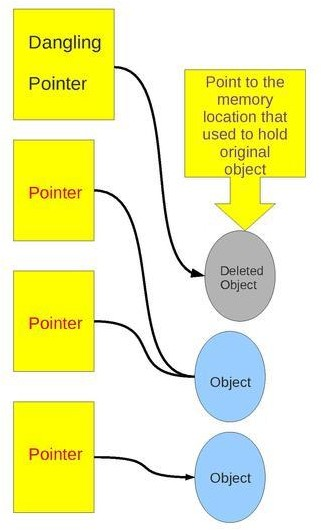 Dangling
Pointer
Point to the
memory
location that
used to hold
original
object
Pointer
Deleted
Object
Pointer
Object
Pointer
Object